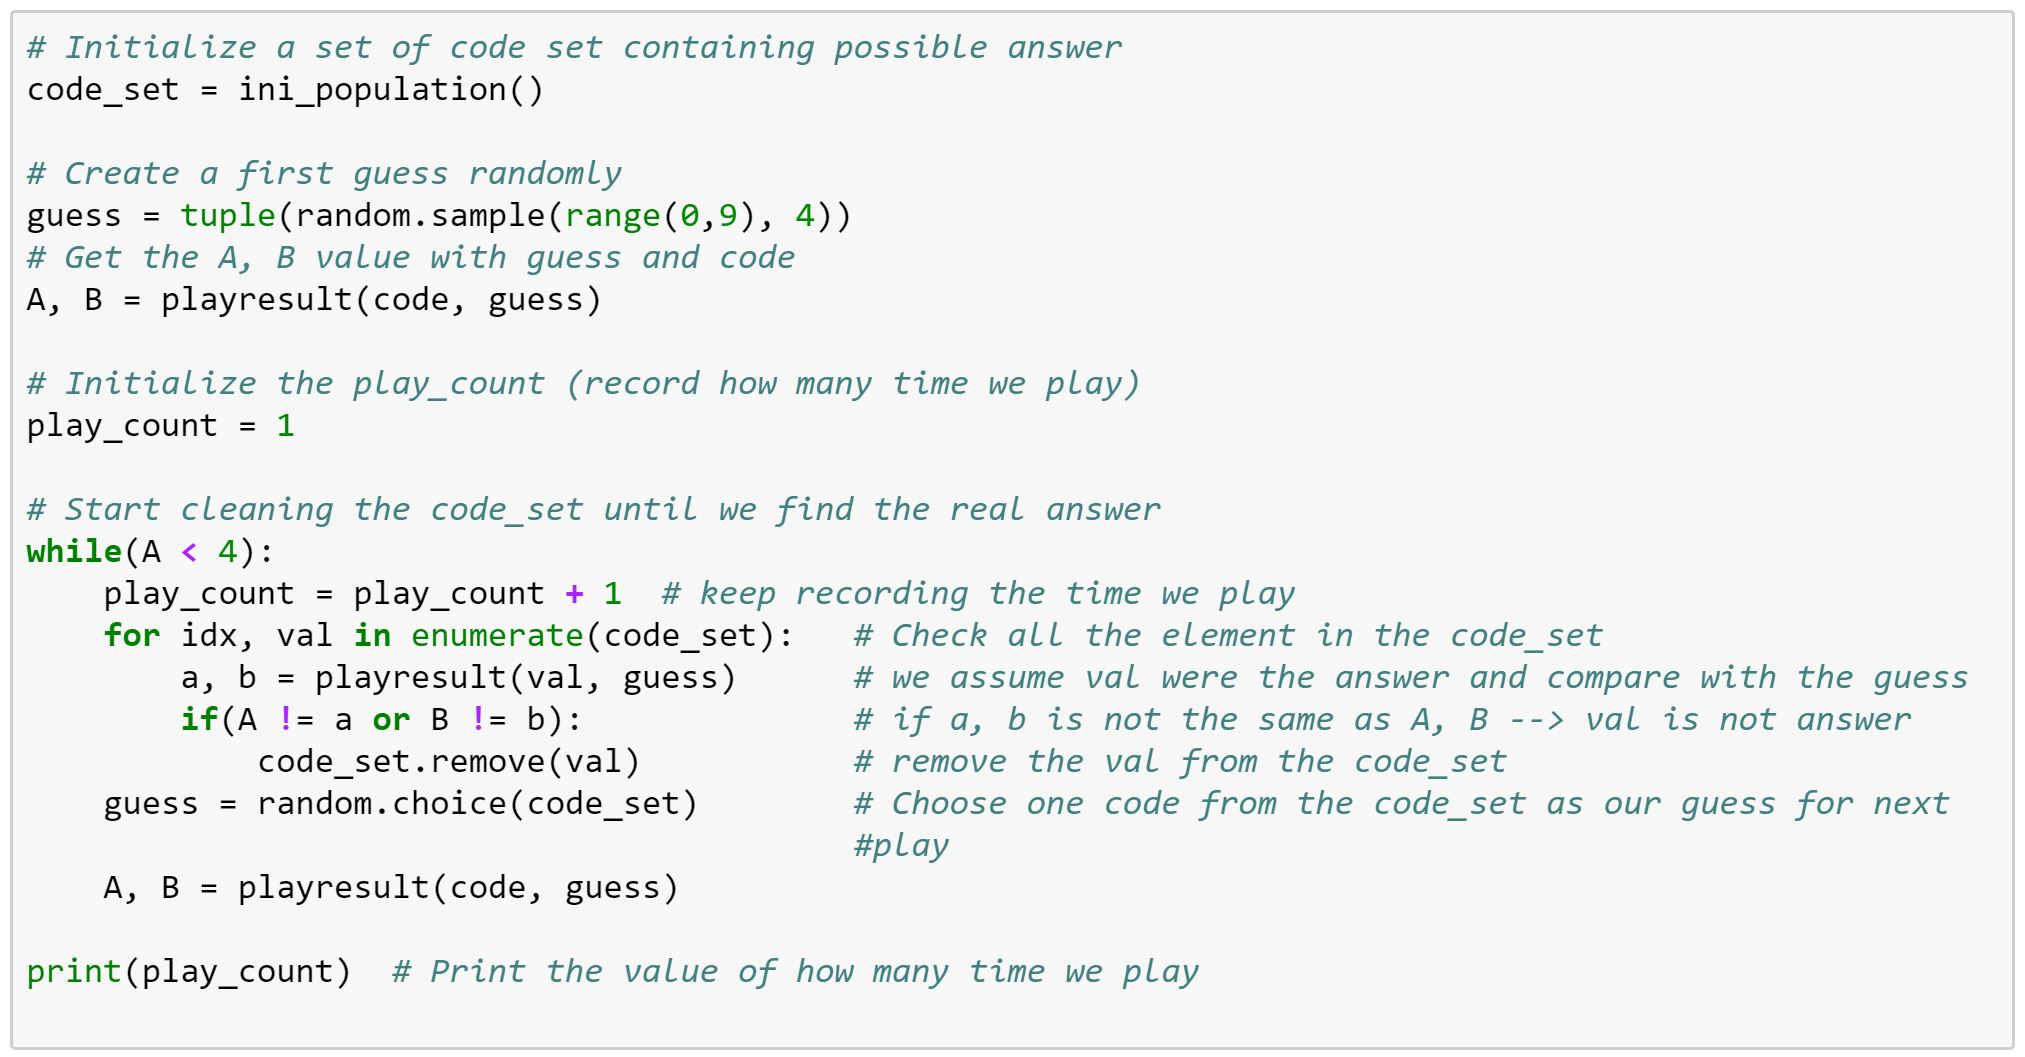 # Initialize a set of code set containing possible answer
code_set = ini_population()

# Create a first guess randomly
guess = tuple(random.sample(range(0,9), 4))
# Get the A, B value with guess and code
A, B = playresult(code, guess)

# Initialize the play_count (record how many time we play)
play_count = 1

# Start cleaning the code_set until we find the real answer
while(A < 4):
    play_count = play_count + 1  # keep recording the time we play
    for idx, val in enumerate(code_set):   # Check all the element in the code_set
        a, b = playresult(val, guess)      # we assume val were the answer and compare with the guess
        if(A != a or B != b):              # if a, b is not the same as A, B --> val is not answer
            code_set.remove(val)           # remove the val from the code_set
    guess = random.choice(code_set)        # Choose one code from the code_set as our guess for next
                                           #play
    A, B = playresult(code, guess)

print(play_count)  # Print the value of how many time we play